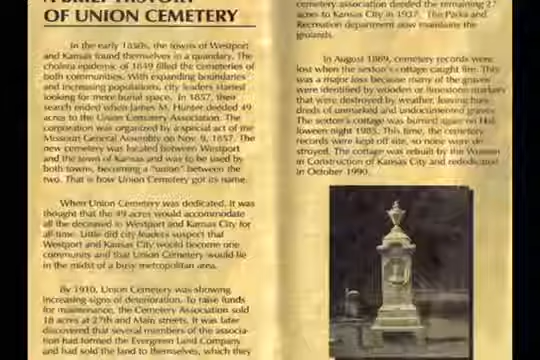 A BRIEF HISTORY
OF UNION CEMETERY
In the early 1850s, the towns of Westport
and Kansas found themselves in a quandary. The
cholera epidemic of 1849 filled the cemeteries of
both communities. With expanding boundaries
and increasing populations, city leaders started
looking for more burial space. In 1857, their
search ended when James M. Hunter deeded 49
acres to the Union Cemetery Association. The
corporation was organized by a special act of the
Missouri General Assembly on Nov. 9, 1857. The
new cemetery was located between Westport
and the town of Kansas and was to be used by
both towns, becoming a "union" between the
two. That is how Union Cemetery got its name.
When Union Cemetery was dedicated, it was
thought that the 49 acres would accommodate
all the deceased in Westport and Kansas City for
all time. Little did city leaders suspect that
Westport and Kansas City would become one
community and that Union Cemetery would lie
in the midst of a busy metropolitan area.
By 1910, Union Cemetery was showing
increasing signs of deterioration. To raise funds
for maintenance, the Cemetery Association sold
18 acres at 27th and Main streets. It was later
discovered that several members of the associa-
tion had formed the Evergreen Land Company
and had sold the land to themselves, which they
cemetery association deeded the remaining 27
acres to Kansas City in 1937. The Parks and
Recreation department now maintains the
grounds.
In August 1889, cemetery records were
lost when the sexton's cottage caught fire. This
was a major loss because many of the graves
were identified by wooden or limestone markers
that were destroyed by weather, leaving hun-
dreds of unmarked and undocumented graves.
The sexton's cottage was burned again on Hal-
loween night 1985. This time, the cemetery
records were kept off site, so none were de-
stroyed. The cottage was rebuilt by the Women
in Construction of Kansas City and rededicated
in October 1990.